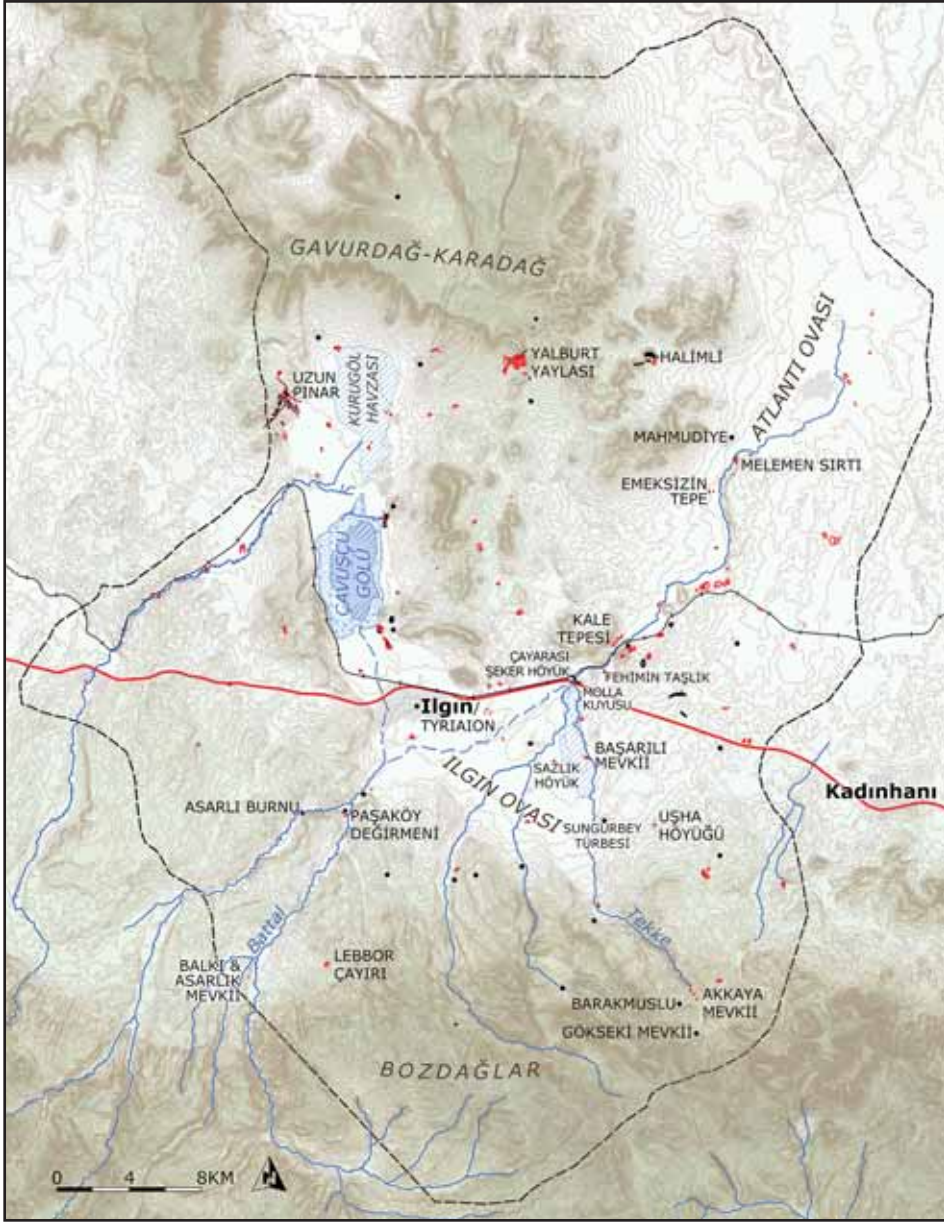 GAVURDAĞ-KARADAĞ
ATLANTI OVASI
YALBURT
YAYLASI
HALİMLİ
UZUN
PINAR
KURUGÖL
HAVZASI
MAHMUDİYE
MELEMEN SIRTI
EMEKSİZİN
TEPE
ÇAVUŞÇU
GÖLÜ
KALE
TEPESİ
ÇAYARASI
ŞEKER HÖYÜK
FEHİMİN TAŞLIK
MOLLA
KUYUSU
Ilgın/
TYRIAION
BAŞARILI
MEVKİİ
SAZLIK
HÖYÜK
ILGIN OVASI
Kadınhanı
ASARLI BURNU
PAŞAKÖY
DEĞİRMENİ
SUNGURBEY
TÜRBESİ
UŞHA
HÖYÜĞÜ
Battal
Tekke
BALKI &
ASARLIK
MEVKİİ
LEBBOR
ÇAYIRI
BARAKMUSLU
AKKAYA
MEVKİİ
GÖKSEKİ MEVKİİ
BOZDAĞLAR
0 4 8KM
N